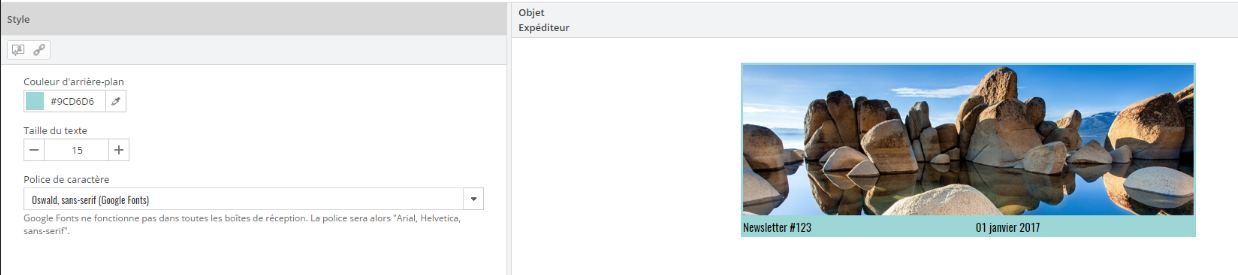 Style
Couleur d'arrière-plan
#9CD6D6
Taille du texte
15
Police de caractère
Oswald, sans-serif (Google Fonts)
Google Fonts ne fonctionne pas dans toutes les boîtes de réception. La police sera alors "Arial, Helvetica,
sans-serif".
Objet
Expéditeur
Newsletter #123 01 janvier 2017